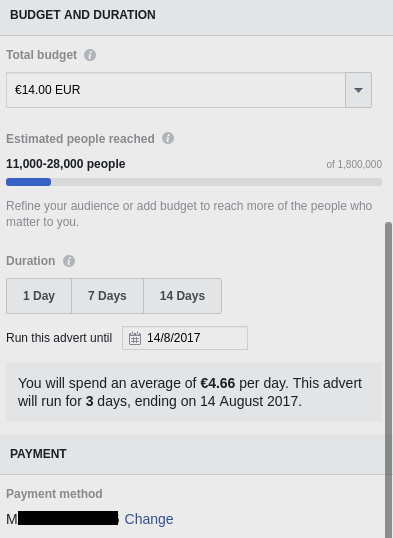 BUDGET AND DURATION
Total budget
€14.00 EUR
Estimated people reached
11,000-28,000 people
of 1,800,000
Refine your audience or add budget to reach more of the people who
matter to you.
Duration
1 Day 7 Days 14 Days
Run this advert until 14/8/2017
You will spend an average of €4.66 per day. This advert
will run for 3 days, ending on 14 August 2017.
PAYMENT
Payment method
M Change